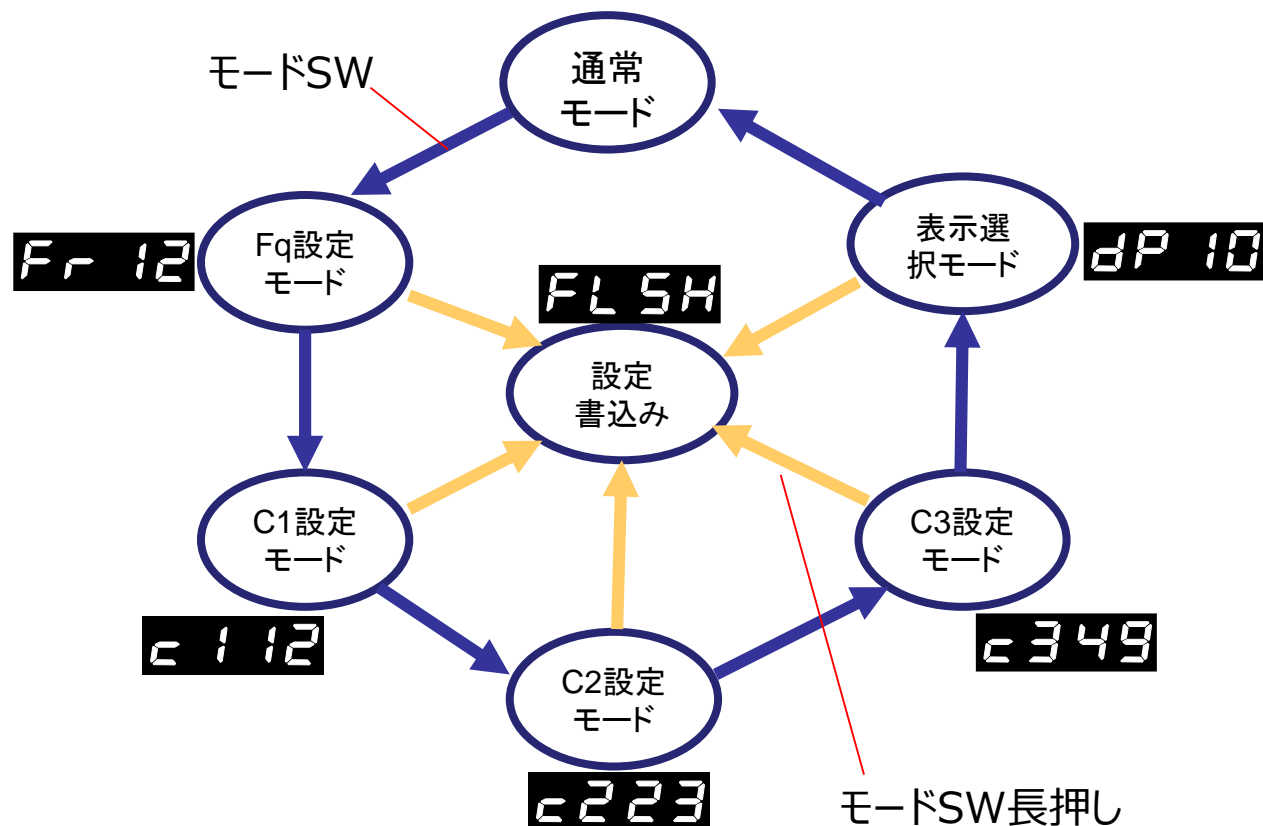 モードSW
通常
モード
Fr 12
Fq設定
モード
表示選
択モード
dP 10
FLSH
設定
書込み
C1設定
モード
c112
C3設定
モード
c349
C2設定
モード
c223
モードSW長押し